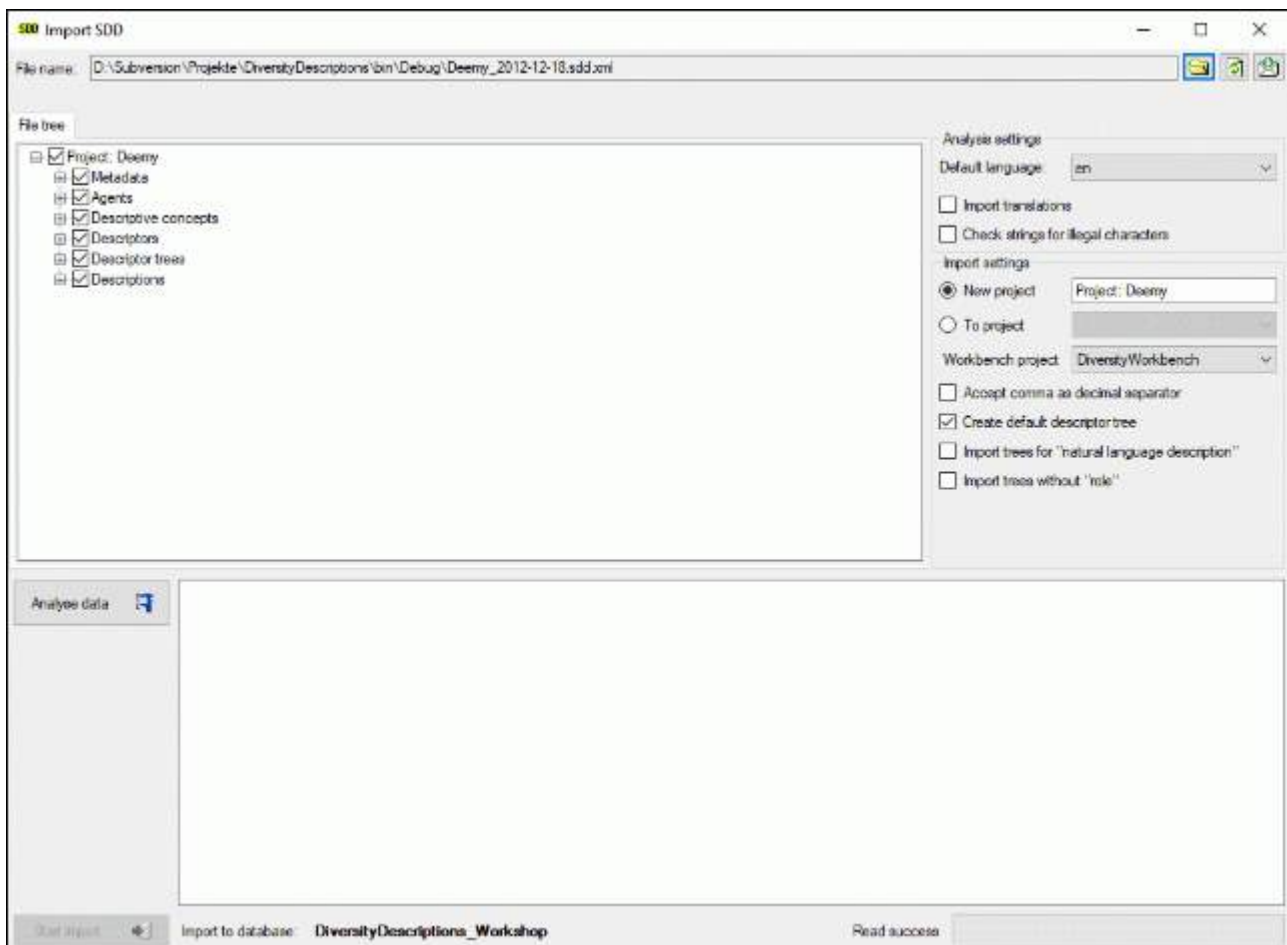 SDD Import SDD
File name: D:\Subversion\Projekte\DiversityDescriptions\bin\Debug\Deemy_2012-12-18.sdd.xml
File tree
Project: Deemy
Metadata
Agents
Descriptive concepts
Descriptors
Descriptor trees
Descriptions
Analysis settings
Default language: en
Import translations
Check strings for illegal characters
Import settings
New project Project: Deemy
To project
Workbench project DiversityWorkbench
Accept comma as decimal separator
Create default descriptor tree
Import trees for "natural language description"
Import trees without "role"
Analyse data
Start import Import to database: DiversityDescriptions_Workshop Read success